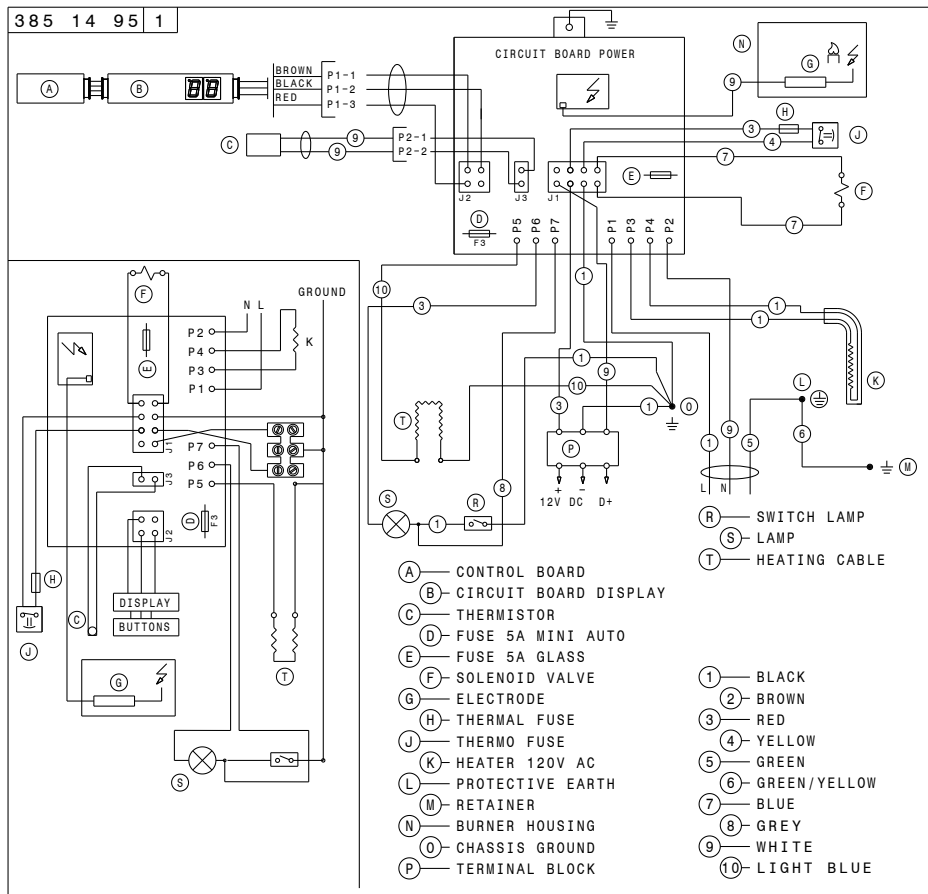 385 14 95 1
CIRCUIT BOARD POWER
N
G
A
B
BROWN
BLACK
RED
P1-1
P1-2
P1-3
9
H
3
4
J
C
9
9
P2-1
P2-2
7
E
F
J2
J3
J1
7
D
F3
P5
P6
P7
P1
P3
P4
P2
10
3
1
1
1
F
N L
GROUND
P2
P4
P3
P1
K
E
1
10
9
L
K
T
3
1
O
6
J1
P7
P6
P5
P
1
9
5
M
J3
D
F3
J2
8
L N
+ - 
12V DC D+
S
R
1
H
C
J
DISPLAY
BUTTONS
G
T
S
R SWITCH LAMP
S LAMP
T HEATING CABLE
A CONTROL BOARD
B CIRCUIT BOARD DISPLAY
C THERMISTOR
D FUSE 5A MINI AUTO
E FUSE 5A GLASS
F SOLENOID VALVE
G ELECTRODE
H THERMAL FUSE
J THERMO FUSE
K HEATER 120V AC
L PROTECTIVE EARTH
M RETAINER
N BURNER HOUSING
O CHASSIS GROUND
P TERMINAL BLOCK
1 BLACK
2 BROWN
3 RED
4 YELLOW
5 GREEN
6 GREEN/YELLOW
7 BLUE
8 GREY
9 WHITE
10 LIGHT BLUE